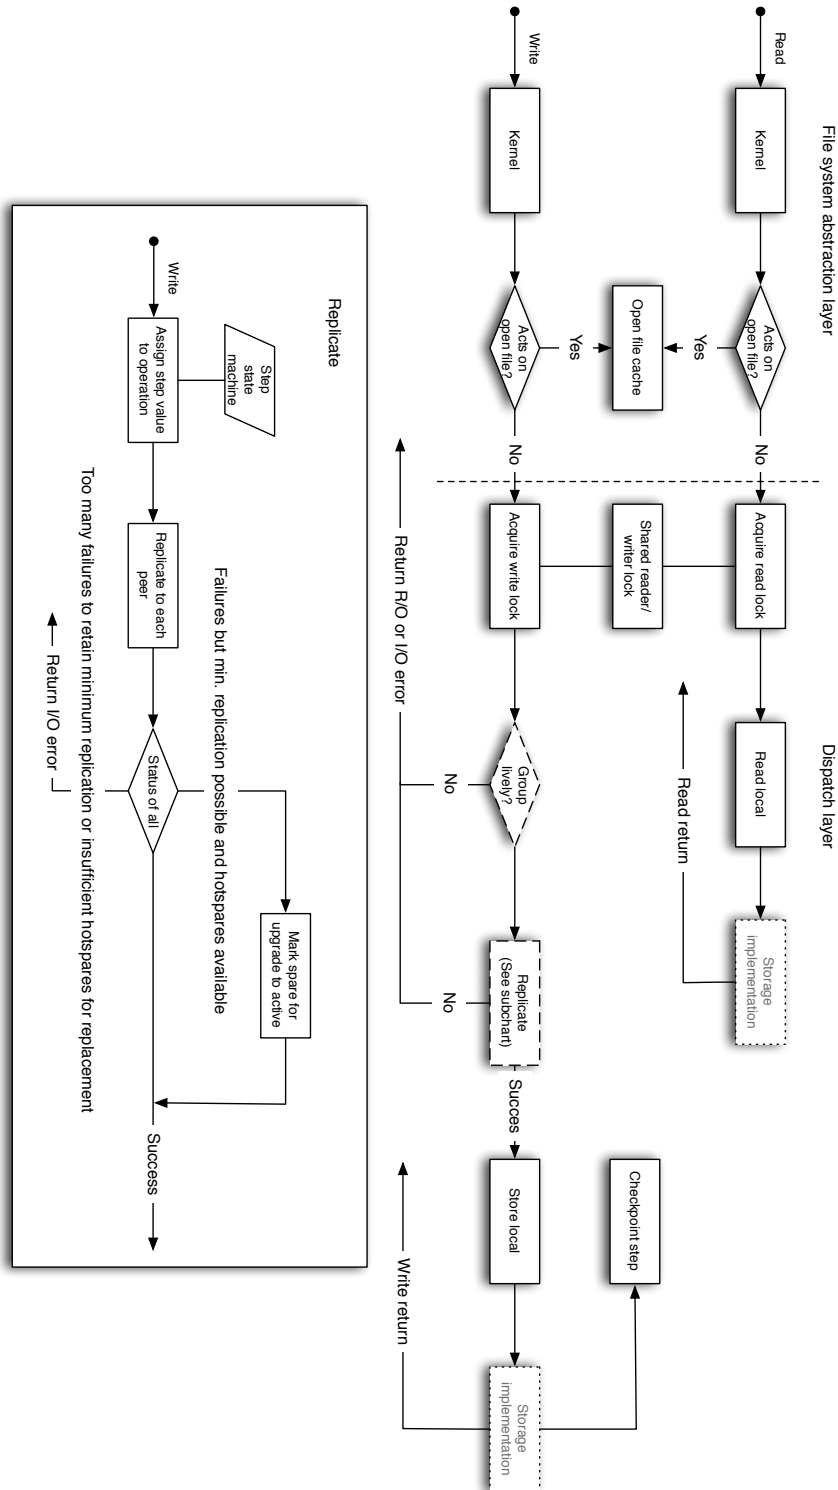 File system abstraction layer
Dispatch layer
Read
Kernel
Acts on
open file?
Yes
No
Open file cache
Acquire read lock
Read local
Storage
implementation
Read return
Shared reader/
writer lock
Write
Kernel
Acts on
open file?
Yes
No
Acquire write lock
Group
lively?
No
Replicate
(See subchart)
No
Succes
Store local
Storage
implementation
Checkpoint step
Write return
Return R/O or I/O error
Replicate
Step
state
machine
Write
Assign step value
to operation
Replicate to each
peer
Status of all
Failures but min. replication possible and hotspares available
Mark spare for
upgrade to active
Success
Return I/O error
Too many failures to retain minimum replication or insufficient hotspares for replacement